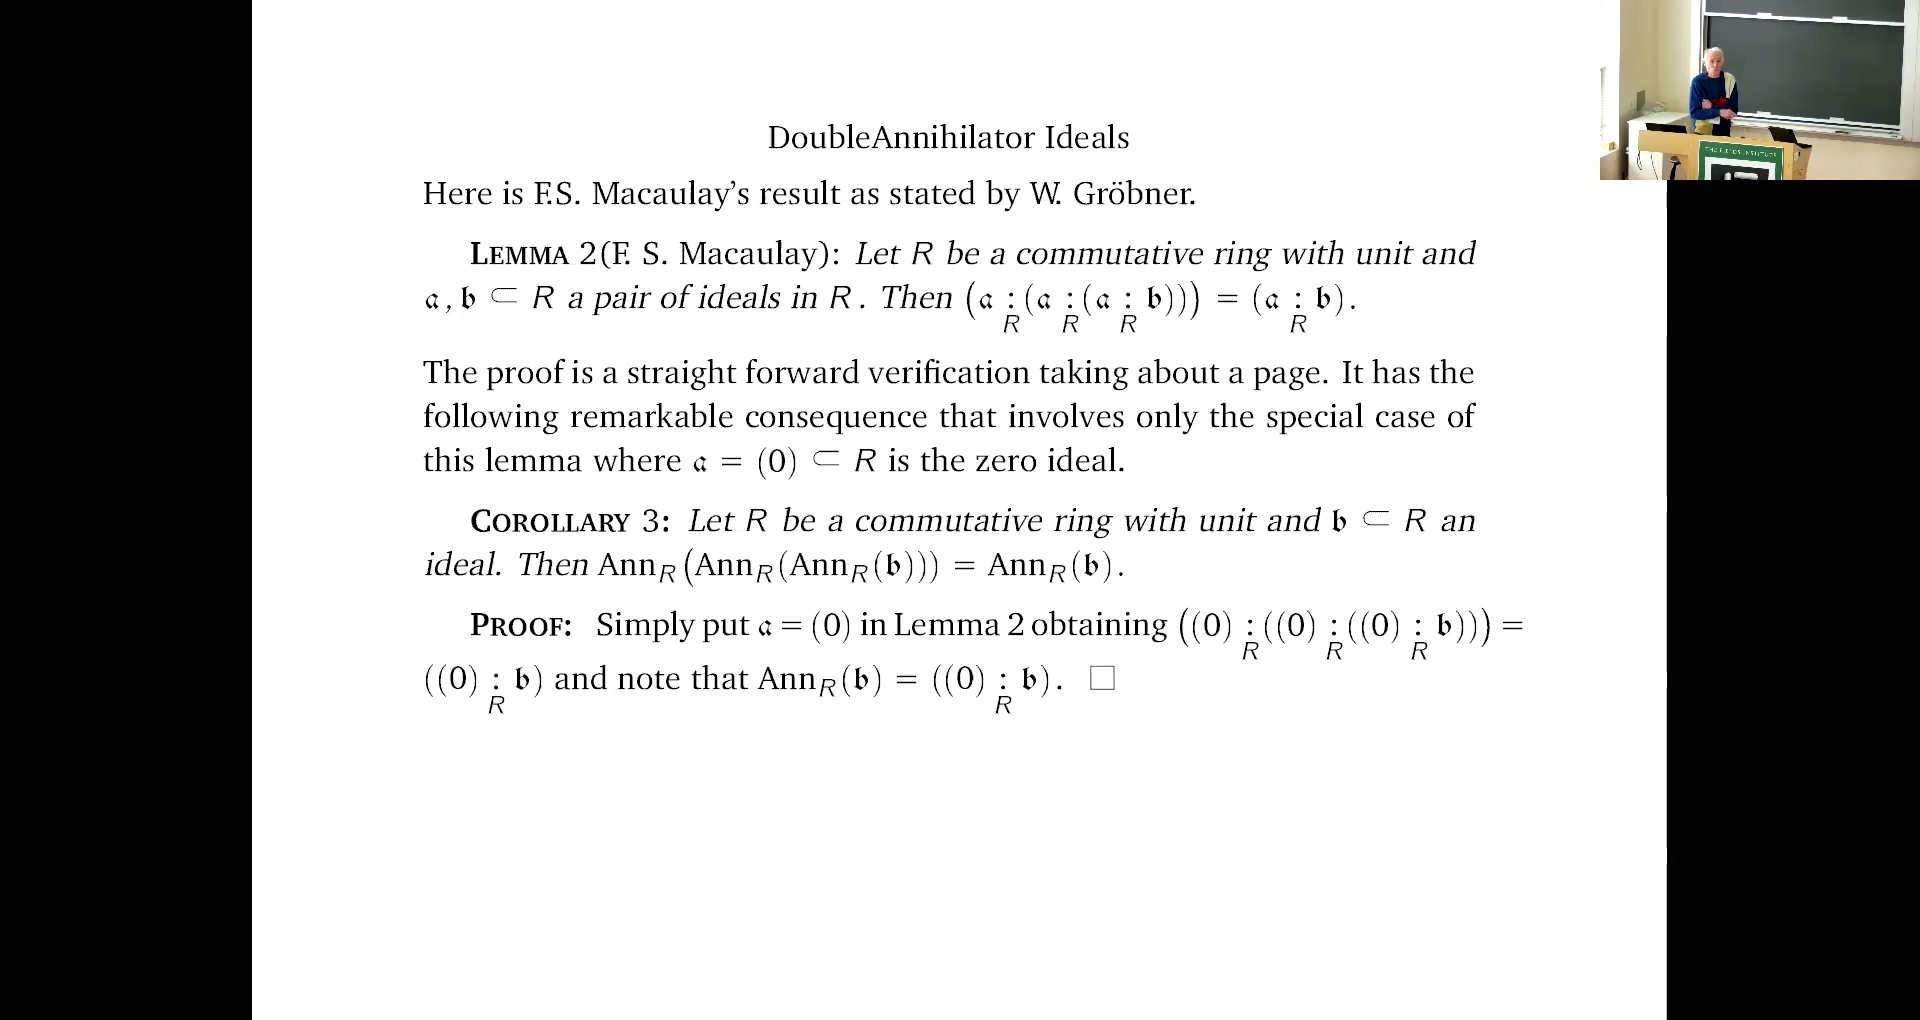 DoubleAnnihilator Ideals
Here is F.S. Macaulay's result as stated by W. Gröbner.
LEMMA 2(F. S. Macaulay): Let R be a commutative ring with unit and
𝔞, 𝔟 ⊂ R a pair of ideals in R. Then (𝔞 :_R (𝔞 :_R (𝔞 :_R 𝔟))) = (𝔞 :_R 𝔟).
The proof is a straight forward verification taking about a page. It has the
following remarkable consequence that involves only the special case of
this lemma where 𝔞 = (0) ⊂ R is the zero ideal.
COROLLARY 3: Let R be a commutative ring with unit and 𝔟 ⊂ R an
ideal. Then Ann_R(Ann_R(Ann_R(𝔟))) = Ann_R(𝔟).
PROOF: Simply put 𝔞 = (0) in Lemma 2 obtaining ((0) :_R ((0) :_R ((0) :_R 𝔟))) =
((0) :_R 𝔟) and note that Ann_R(𝔟) = ((0) :_R 𝔟). □
THE FIELDS INSTITUTE